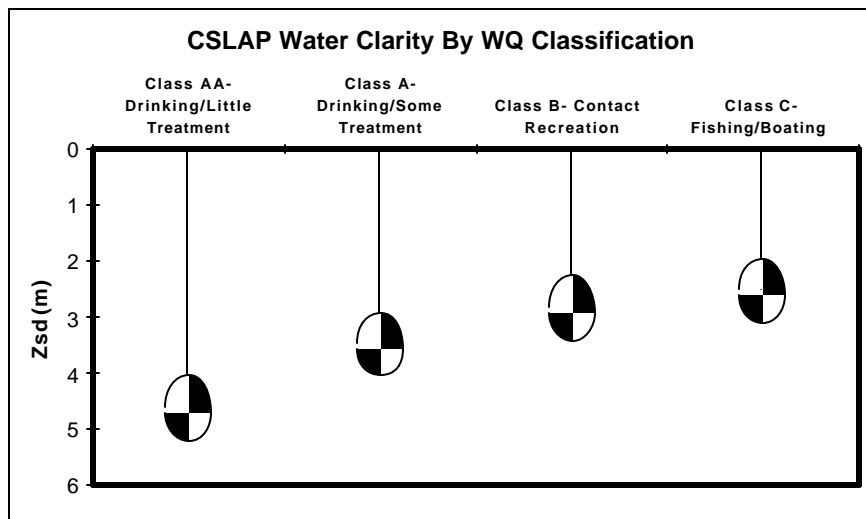 CSLAP Water Clarity By WQ Classification
Class AA-
Drinking/Little
Treatment
Class A-
Drinking/Some
Treatment
Class B- Contact
Recreation
Class C-
Fishing/Boating
Zsd (m)
0
1
2
3
4
5
6